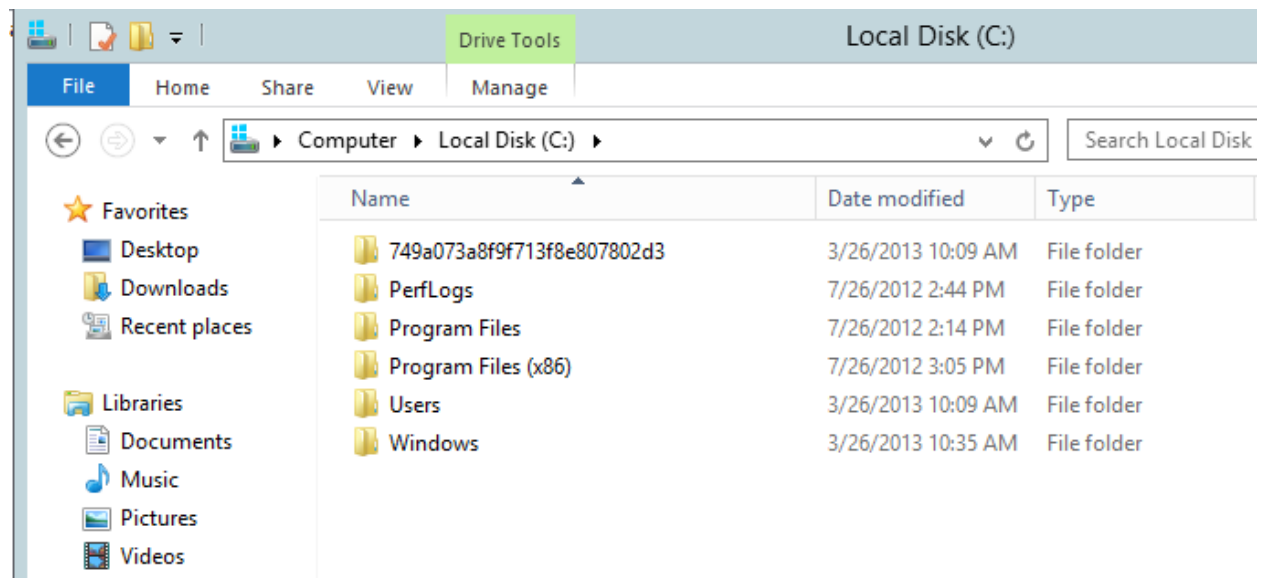 Drive Tools
Local Disk (C:)
File Home Share View Manage
Computer Local Disk (C:)
Search Local Disk
Name Date modified Type
Favorites
Desktop
Downloads
Recent places
Libraries
Documents
Music
Pictures
Videos
749a073a8f9f713f8e807802d3 3/26/2013 10:09 AM File folder
PerfLogs 7/26/2012 2:44 PM File folder
Program Files 7/26/2012 2:14 PM File folder
Program Files (x86) 7/26/2012 3:05 PM File folder
Users 3/26/2013 10:09 AM File folder
Windows 3/26/2013 10:35 AM File folder